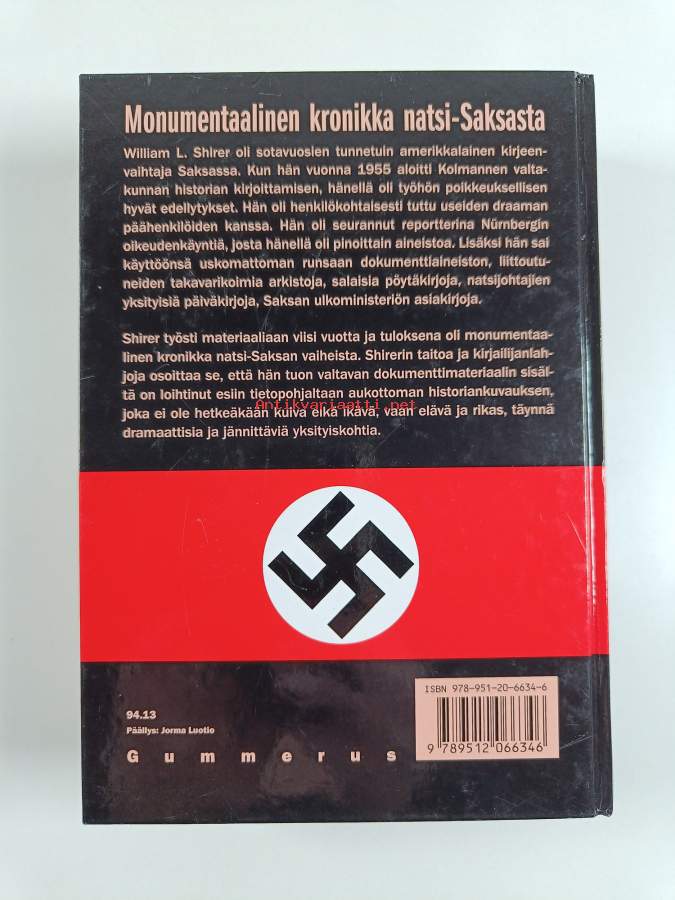 Monumentaalinen kronikka natsi-Saksasta
William L. Shirer oli sotavuosien tunnetuin amerikkalainen kirjeen-
vaihtaja Saksassa. Kun hän vuonna 1955 aloitti Kolmannen valta-
kunnan historian kirjoittamisen, hänellä oli työhön poikkeuksellisen
hyvät edellytykset. Hän oli henkilökohtaisesti tuttu useiden draaman
päähenkilöiden kanssa. Hän oli seurannut reportterina Nürnbergin
oikeudenkäyntiä, josta hänellä oli pinoittain aineistoa. Lisäksi hän sai
käyttöönsä uskomattoman runsaan dokumenttiaineiston, liittoutu-
neiden takavarikoimia arkistoja, salaisia pöytäkirjoja, natsijohtajien
yksityisiä päiväkirjoja, Saksan ulkoministeriön asiakirjoja.
Shirer työsti materiaaliaan viisi vuotta ja tuloksena oli monumentaa-
linen kronikka natsi-Saksan vaiheista. Shirerin taitoa ja kirjailijanlah-
joja osoittaa se, että hän tuon valtavan dokumenttimateriaalin sisäl-
tä on loihtinut esiin tietopohjaltaan aukottoman historiankuvauksen,
joka ei ole hetkeäkään kuiva eikä ikävä, vaan elävä ja rikas, täynnä
dramaattisia ja jännittäviä yksityiskohtia.
Antikvariaatti.net
ISBN 978-951-20-6634-6
94.13
Päällys: Jorma Luotio
Gummerus
9 789512 066346